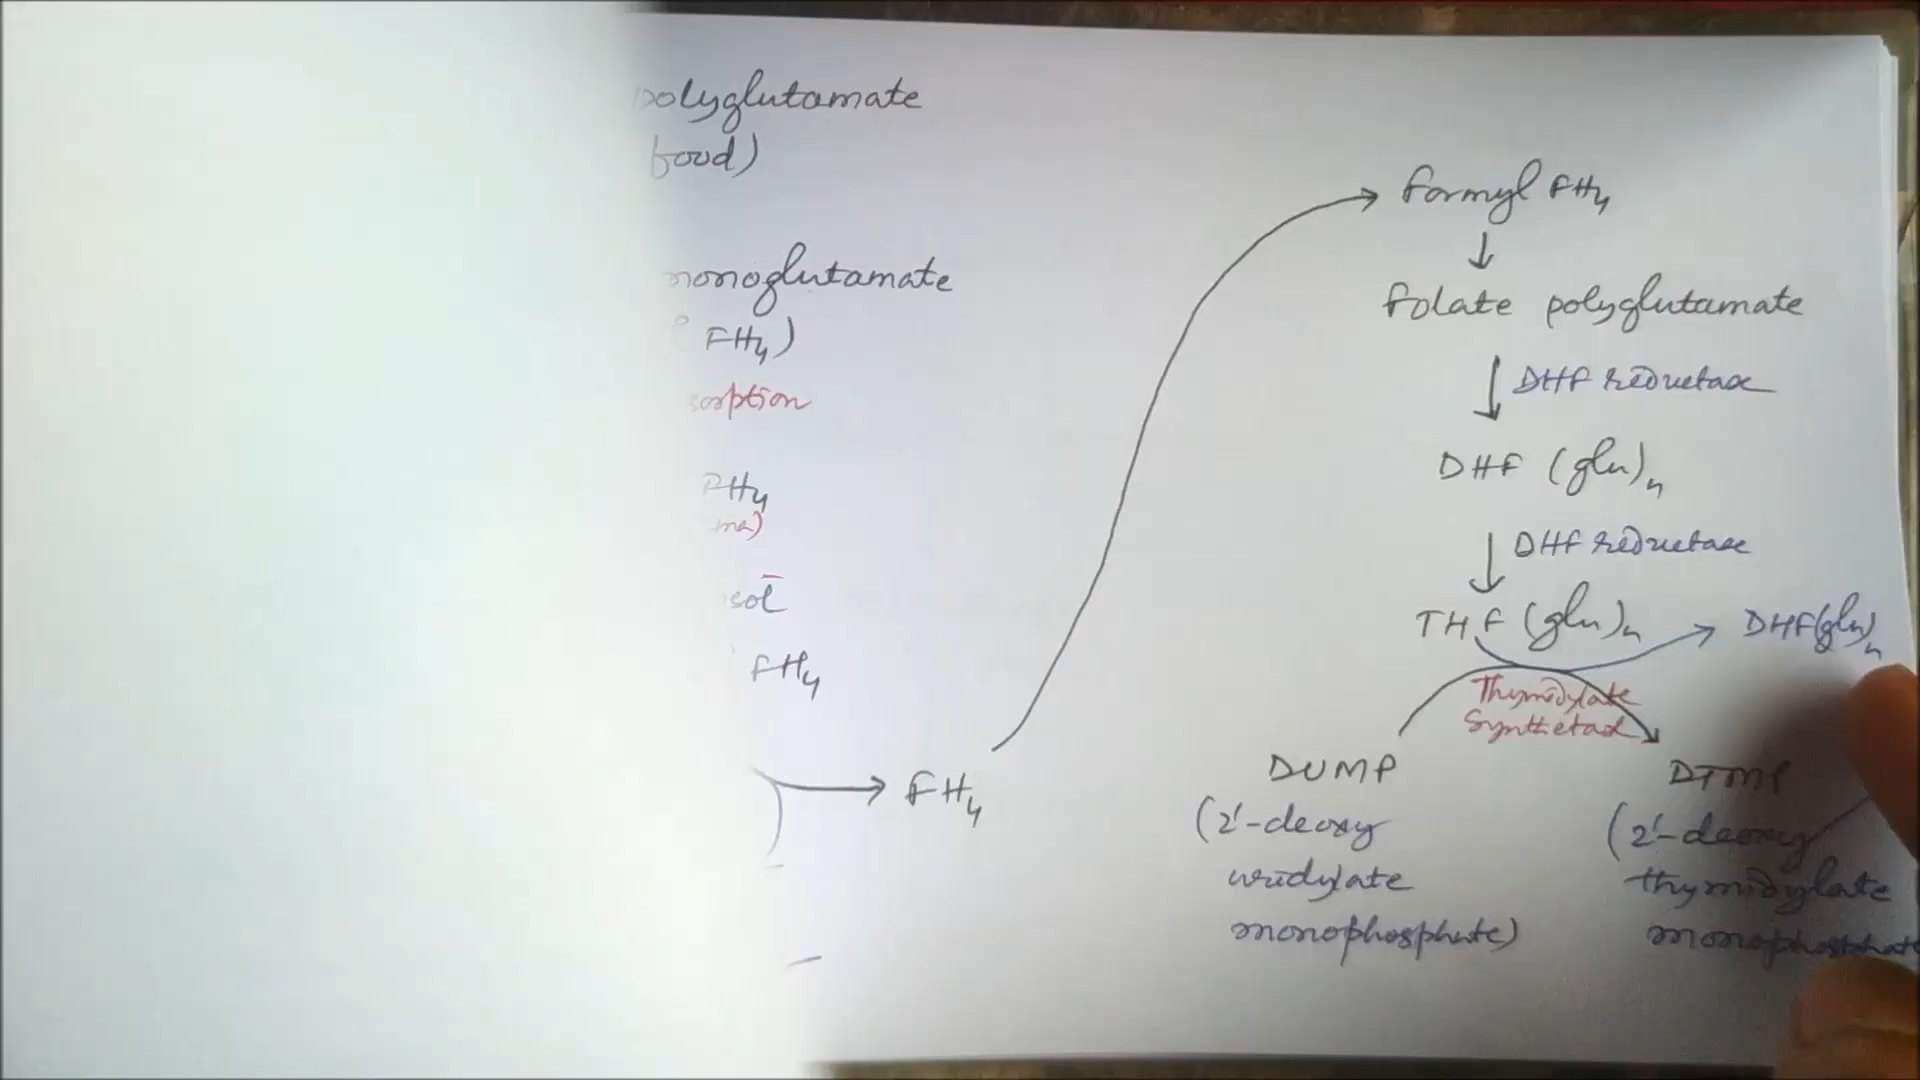 polyglutamate
food)
monoglutamate
FH4)
sorption
FH4
ma)
sol
FH4
FH4
Formyl FH4
↓
Folate polyglutamate
↓ DHF reductase
DHF (glu)n
↓ DHF reductase
THF (glu)n → DHF(glu)n
Thymidylate
Synthetase
DUMP
(2'-deoxy
uridylate
monophosphate)
DTMP
(2'-deoxy
thymidylate
monophosphate